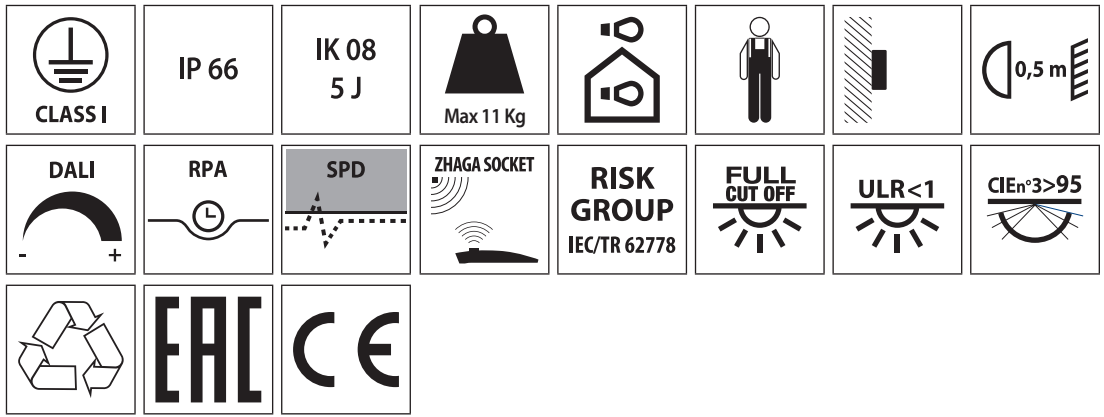 CLASS I
IP 66
IK 08
5 J
Max 11 Kg
0,5 m
DALI
- +
RPA
SPD
ZHAGA SOCKET
RISK
GROUP
IEC/TR 62778
FULL
CUT OFF
ULR<1
CIEn°3>95
EAC
CE